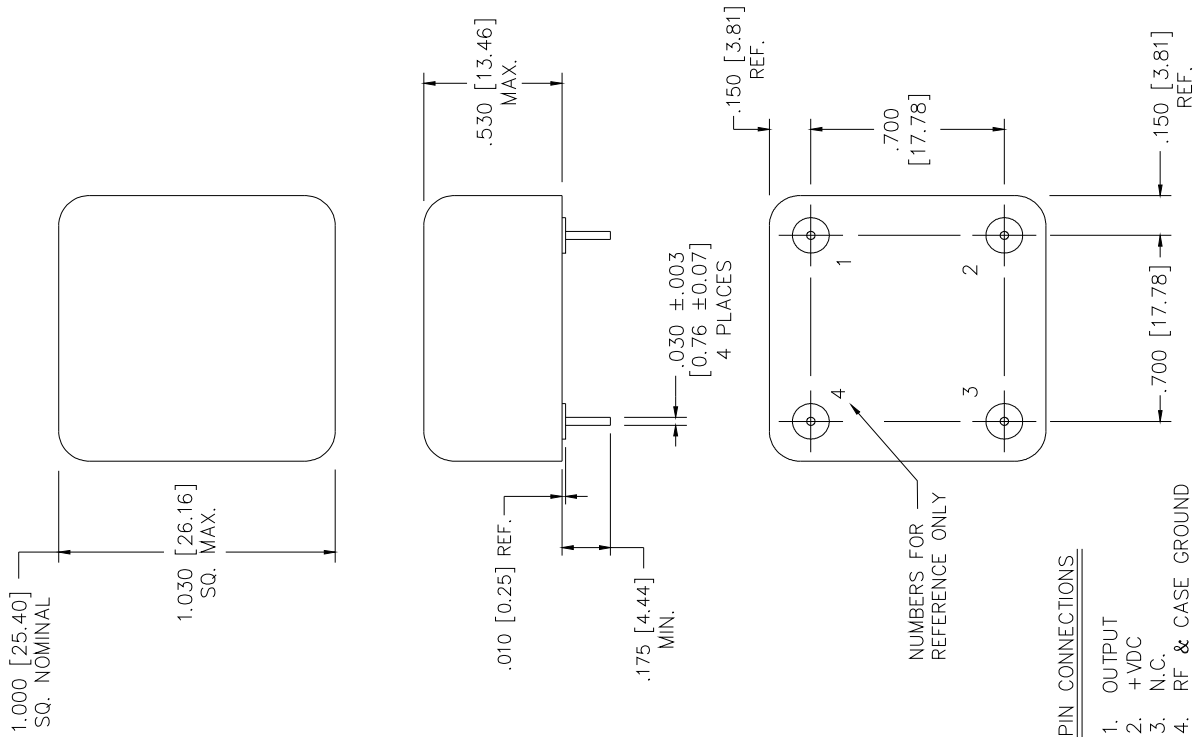 1.000 [25.40]
SQ. NOMINAL
1.030 [26.16]
SQ. MAX.
.530 [13.46]
MAX.
.010 [0.25] REF.
.175 [4.44]
MIN.
.030 ±.003
[0.76 ±0.07]
4 PLACES
.150 [3.81]
REF.
.700
[17.78]
.150 [3.81]
REF.
.700 [17.78]
1
2
3
4
NUMBERS FOR
REFERENCE ONLY
PIN CONNECTIONS
1. OUTPUT
2. +VDC
3. N.C.
4. RF & CASE GROUND